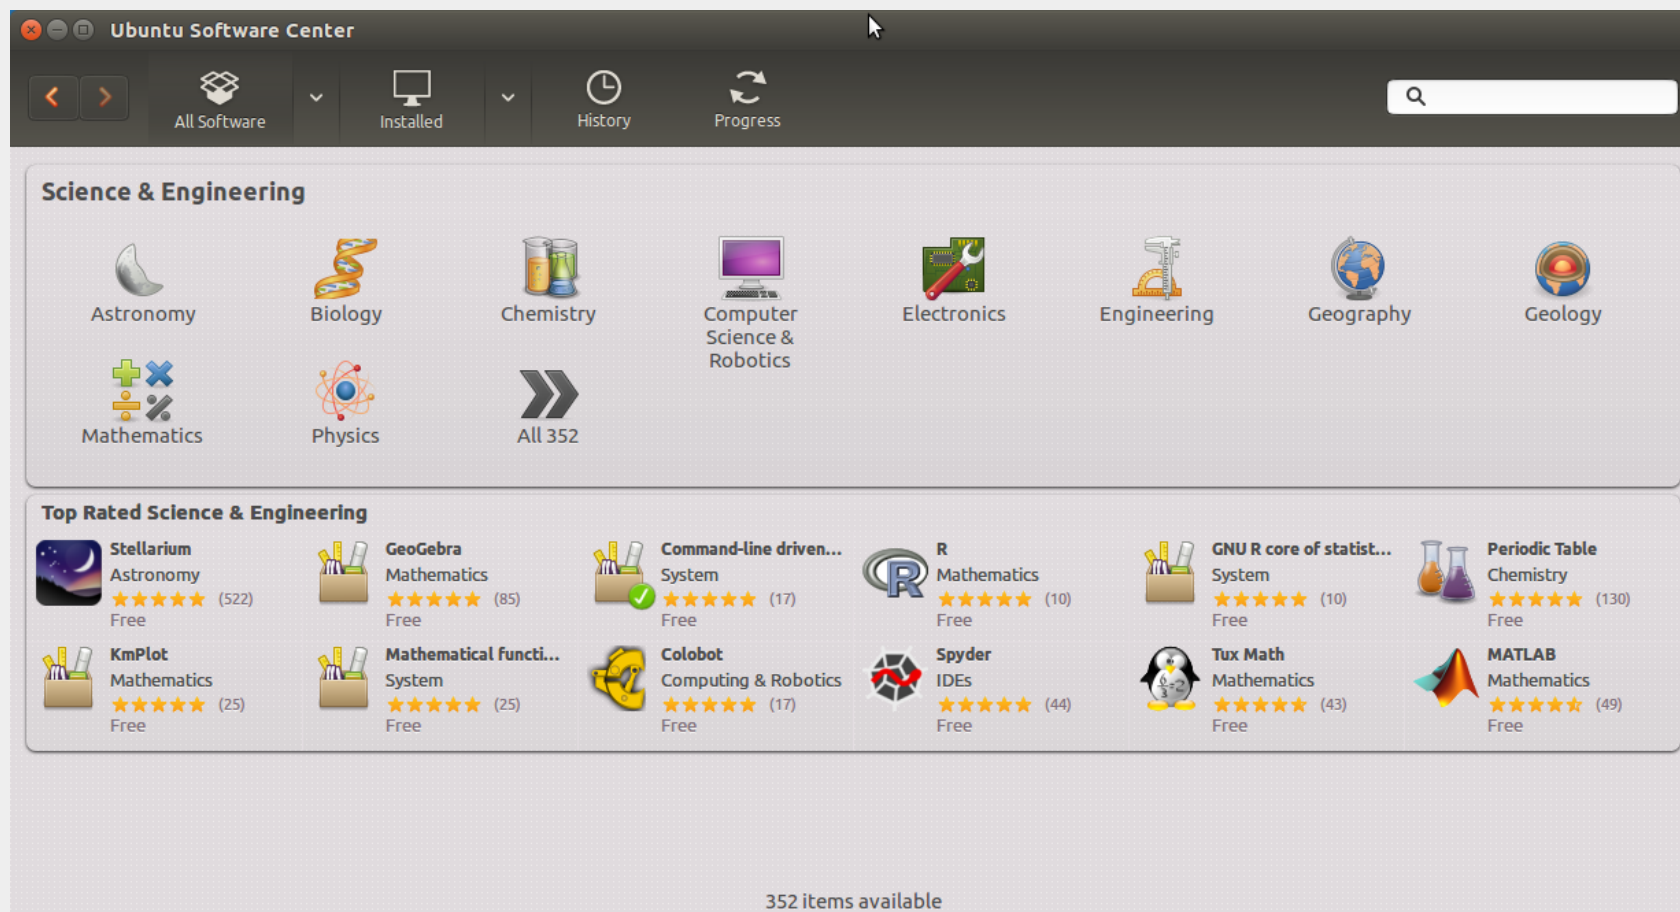 Ubuntu Software Center
All Software
Installed
History
Progress
Science & Engineering
Astronomy
Biology
Chemistry
Computer
Science &
Robotics
Electronics
Engineering
Geography
Geology
Mathematics
Physics
All 352
Top Rated Science & Engineering
Stellarium
Astronomy
(522)
Free
GeoGebra
Mathematics
(85)
Free
Command-line driven...
System
(17)
Free
R
Mathematics
(10)
Free
GNU R core of statist...
System
(10)
Free
Periodic Table
Chemistry
(130)
Free
KmPlot
Mathematics
(25)
Free
Mathematical functi...
System
(25)
Free
Colobot
Computing & Robotics
(17)
Free
Spyder
IDEs
(44)
Free
Tux Math
Mathematics
(43)
Free
MATLAB
Mathematics
(49)
Free
352 items available